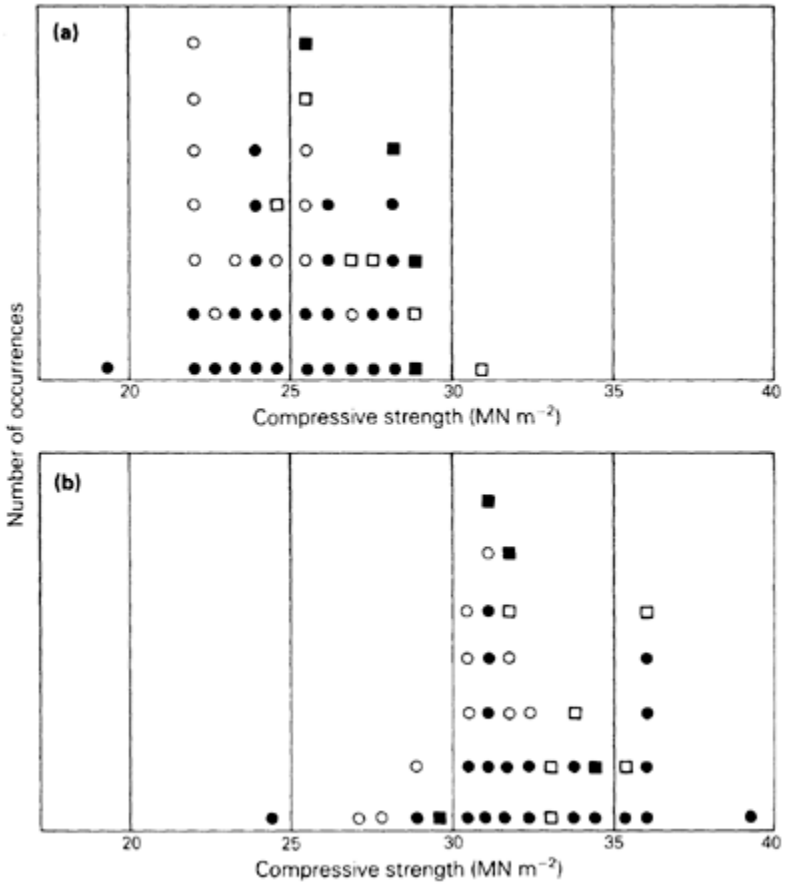 (a)
20 25 30 35 40
Compressive strength (MN m⁻²)
Number of occurrences
(b)
20 25 30 35 40
Compressive strength (MN m⁻²)